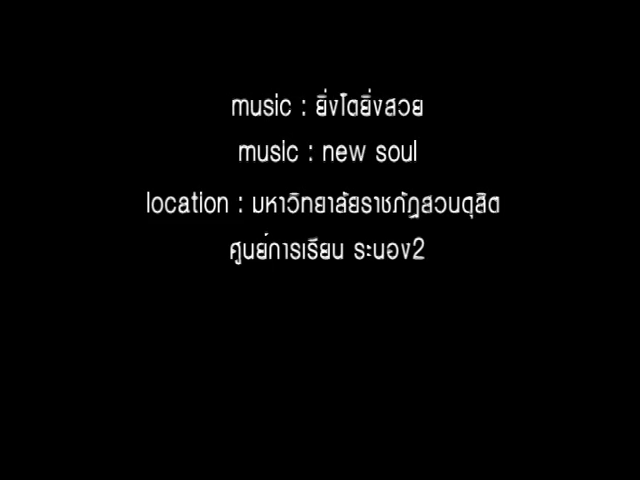 music : ยิ่งโตยิ่งสวย
music : new soul
location : มหาวิทยาลัยราชภัฏสวนดุสิต
ศูนย์การเรียน ระนอง2